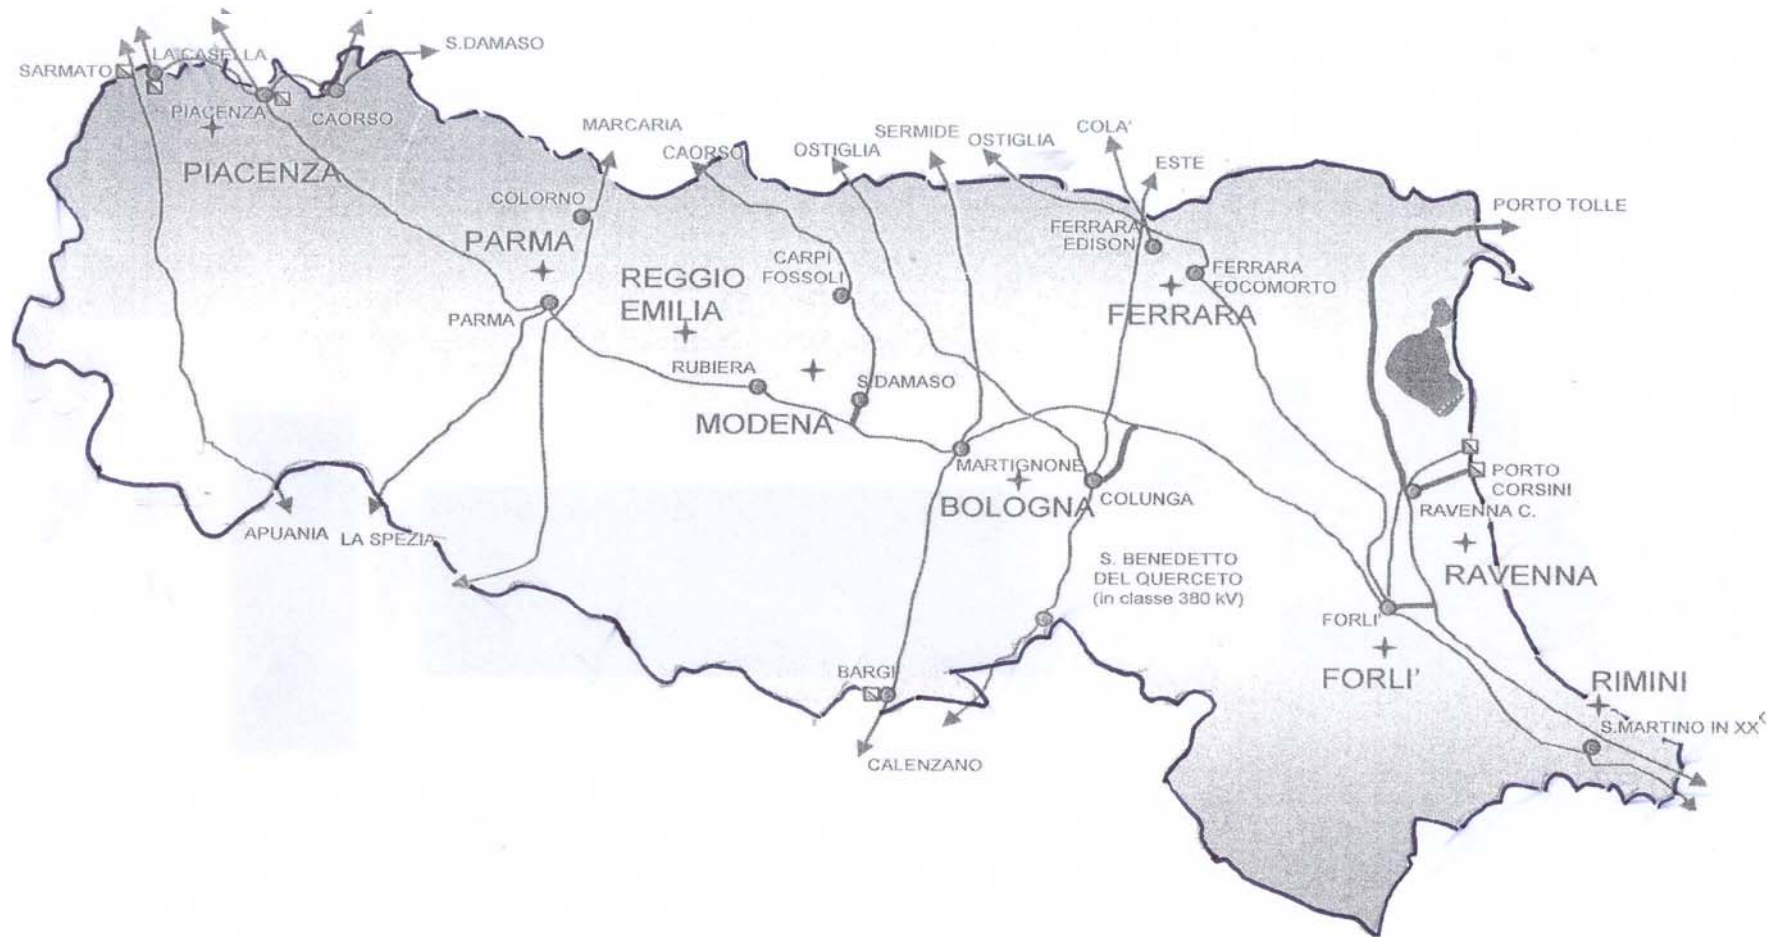 S.DAMASO
LA CASELLA
SARMATO
PIACENZA
CAORSO
PIACENZA
MARCARIA
CAORSO
OSTIGLIA
SERMIDE
OSTIGLIA
COLA'
ESTE
PORTO TOLLE
COLORNO
PARMA
CARPI
FOSSOLI
FERRARA
EDISON
REGGIO
EMILIA
FERRARA
FOCOMORTO
FERRARA
PARMA
RUBIERA
S.DAMASO
MODENA
MARTIGNONE
BOLOGNA
COLUNGA
PORTO
CORSINI
RAVENNA C.
APUANIA
LA SPEZIA
S. BENEDETTO
DEL QUERCETO
(in classe 380 kV)
RAVENNA
FORLI'
FORLI'
BARGI
RIMINI
S.MARTINO IN XX
CALENZANO